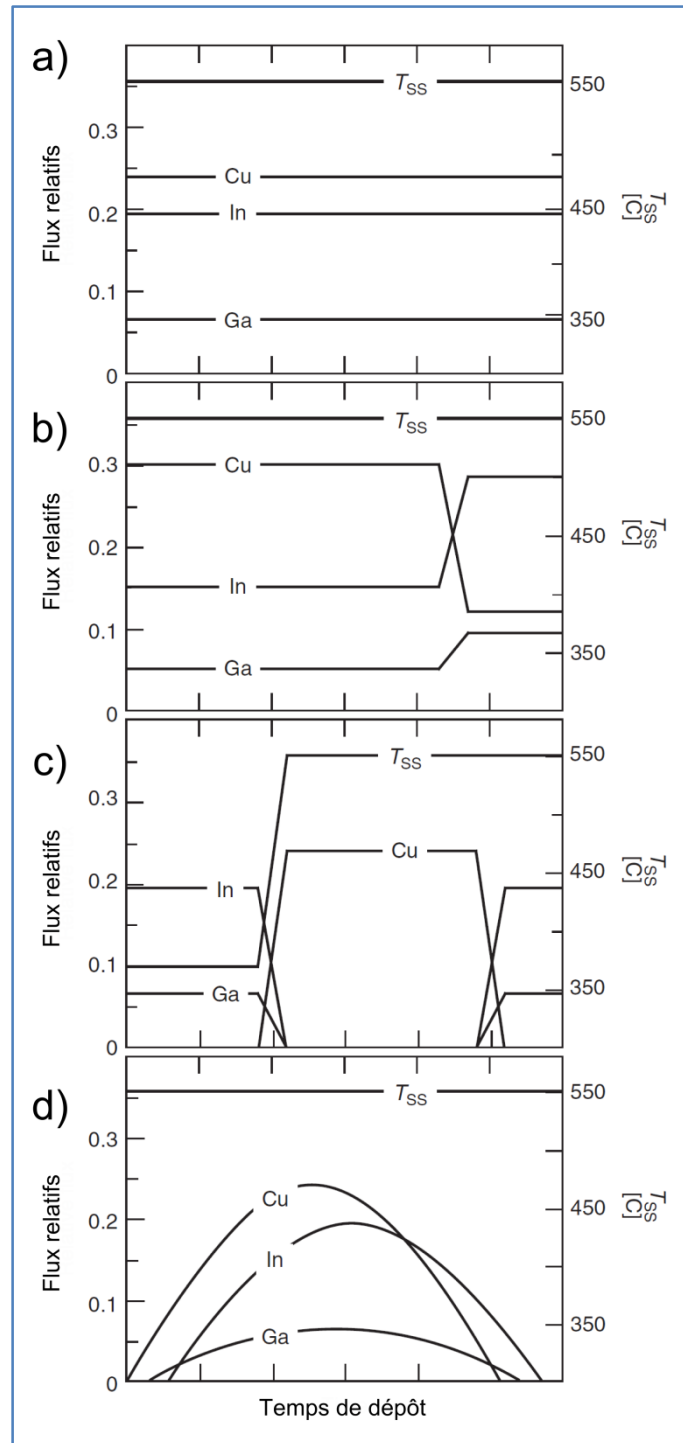 a)
T_SS
550
0.3
Cu
Flux relatifs
0.2
In
450
T_SS [C]
0.1
Ga
350
0
b)
T_SS
550
0.3
Cu
Flux relatifs
0.2
450
T_SS [C]
In
0.1
Ga
350
0
c)
T_SS
550
0.3
Cu
Flux relatifs
0.2
In
450
T_SS [C]
0.1
Ga
350
0
d)
T_SS
550
0.3
Cu
Flux relatifs
0.2
In
450
T_SS [C]
0.1
Ga
350
0
Temps de dépôt